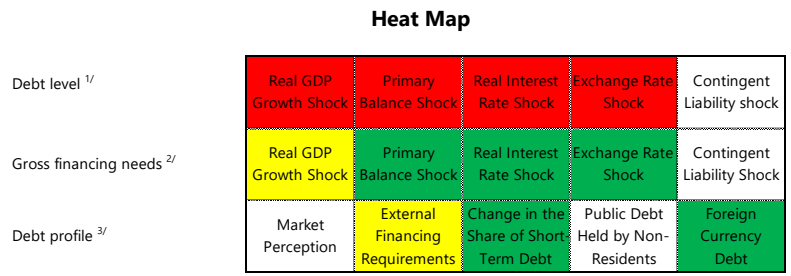 Heat Map
Debt level 1/
Real GDP Growth Shock
Primary Balance Shock
Real Interest Rate Shock
Exchange Rate Shock
Contingent Liability shock
Gross financing needs 2/
Real GDP Growth Shock
Primary Balance Shock
Real Interest Rate Shock
Exchange Rate Shock
Contingent Liability Shock
Debt profile 3/
Market Perception
External Financing Requirements
Change in the Share of Short-Term Debt
Public Debt Held by Non-Residents
Foreign Currency Debt